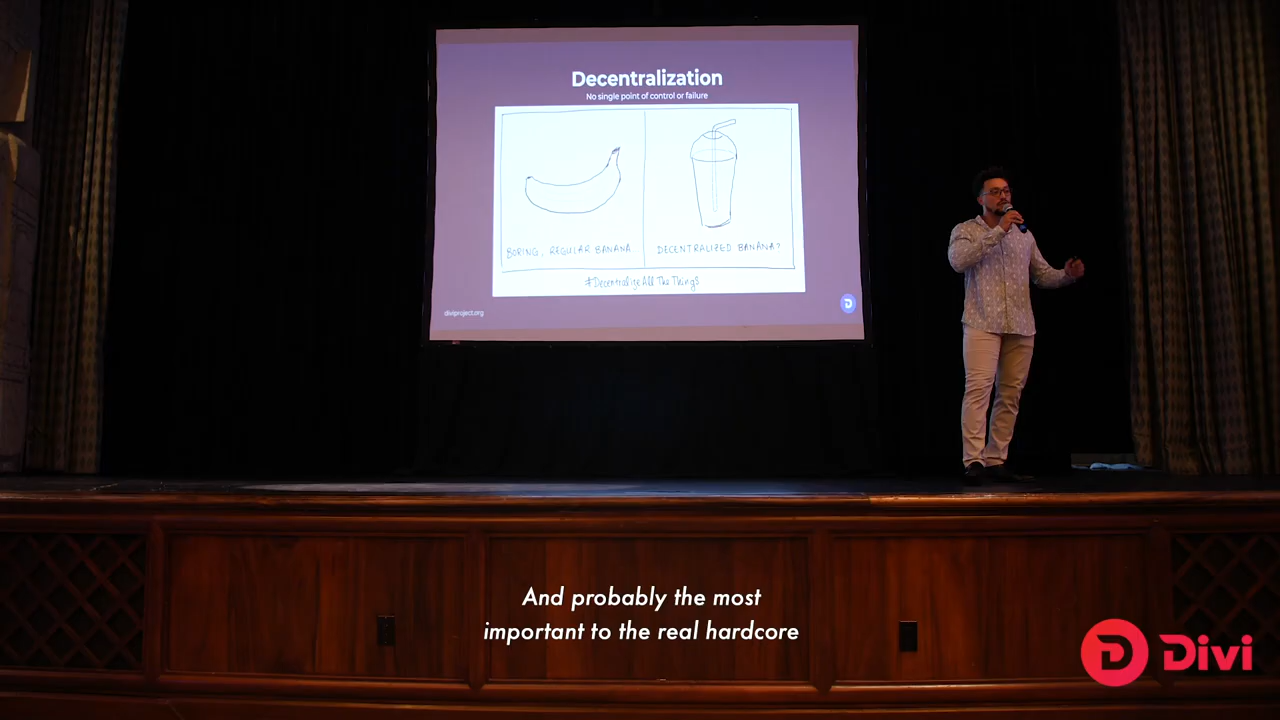 Decentralization
No single point of control or failure
BORING, REGULAR BANANA...
DECENTRALIZED BANANA?
#DecentralizeAllTheThings
diviproject.org
And probably the most
important to the real hardcore
Divi